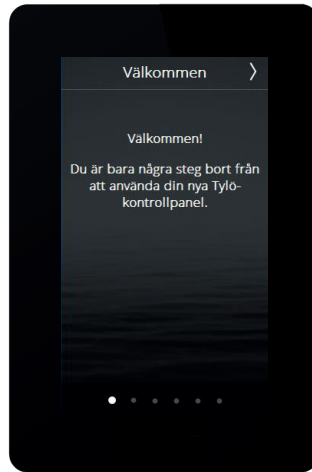 Välkommen
Välkommen!
Du är bara några steg bort från
att använda din nya Tylö-
kontrollpanel.